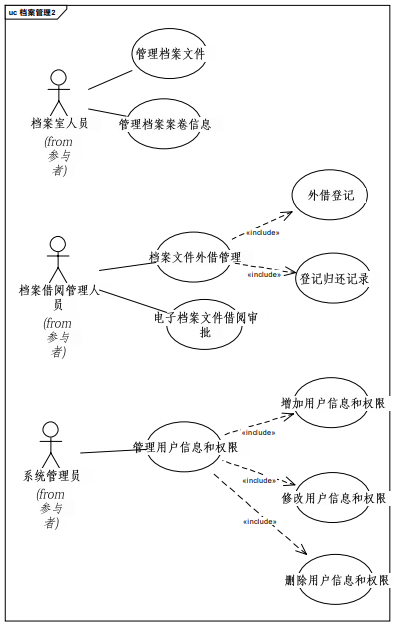 uc 档案管理2
管理档案文件
档案室人员
(from
参与
者)
管理档案案卷信息
外借登记
«include»
档案文件外借管理
«include»
登记归还记录
档案借阅管理人
员
(from
参与
者)
电子档案文件借阅审
批
增加用户信息和权限
«include»
系统管理员
(from
参与
者)
管理用户信息和权限
«include»
修改用户信息和权限
«include»
删除用户信息和权限